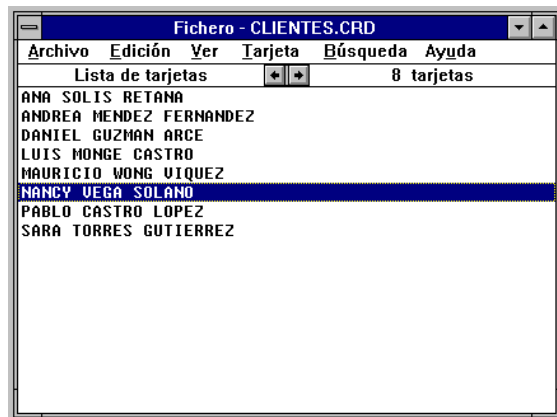 Fichero - CLIENTES.CRD
Archivo Edición Ver Tarjeta Búsqueda Ayuda
Lista de tarjetas 8 tarjetas
ANA SOLIS RETANA
ANDREA MENDEZ FERNANDEZ
DANIEL GUZMAN ARCE
LUIS MONGE CASTRO
MAURICIO WONG VIQUEZ
NANCY VEGA SOLANO
PABLO CASTRO LOPEZ
SARA TORRES GUTIERREZ